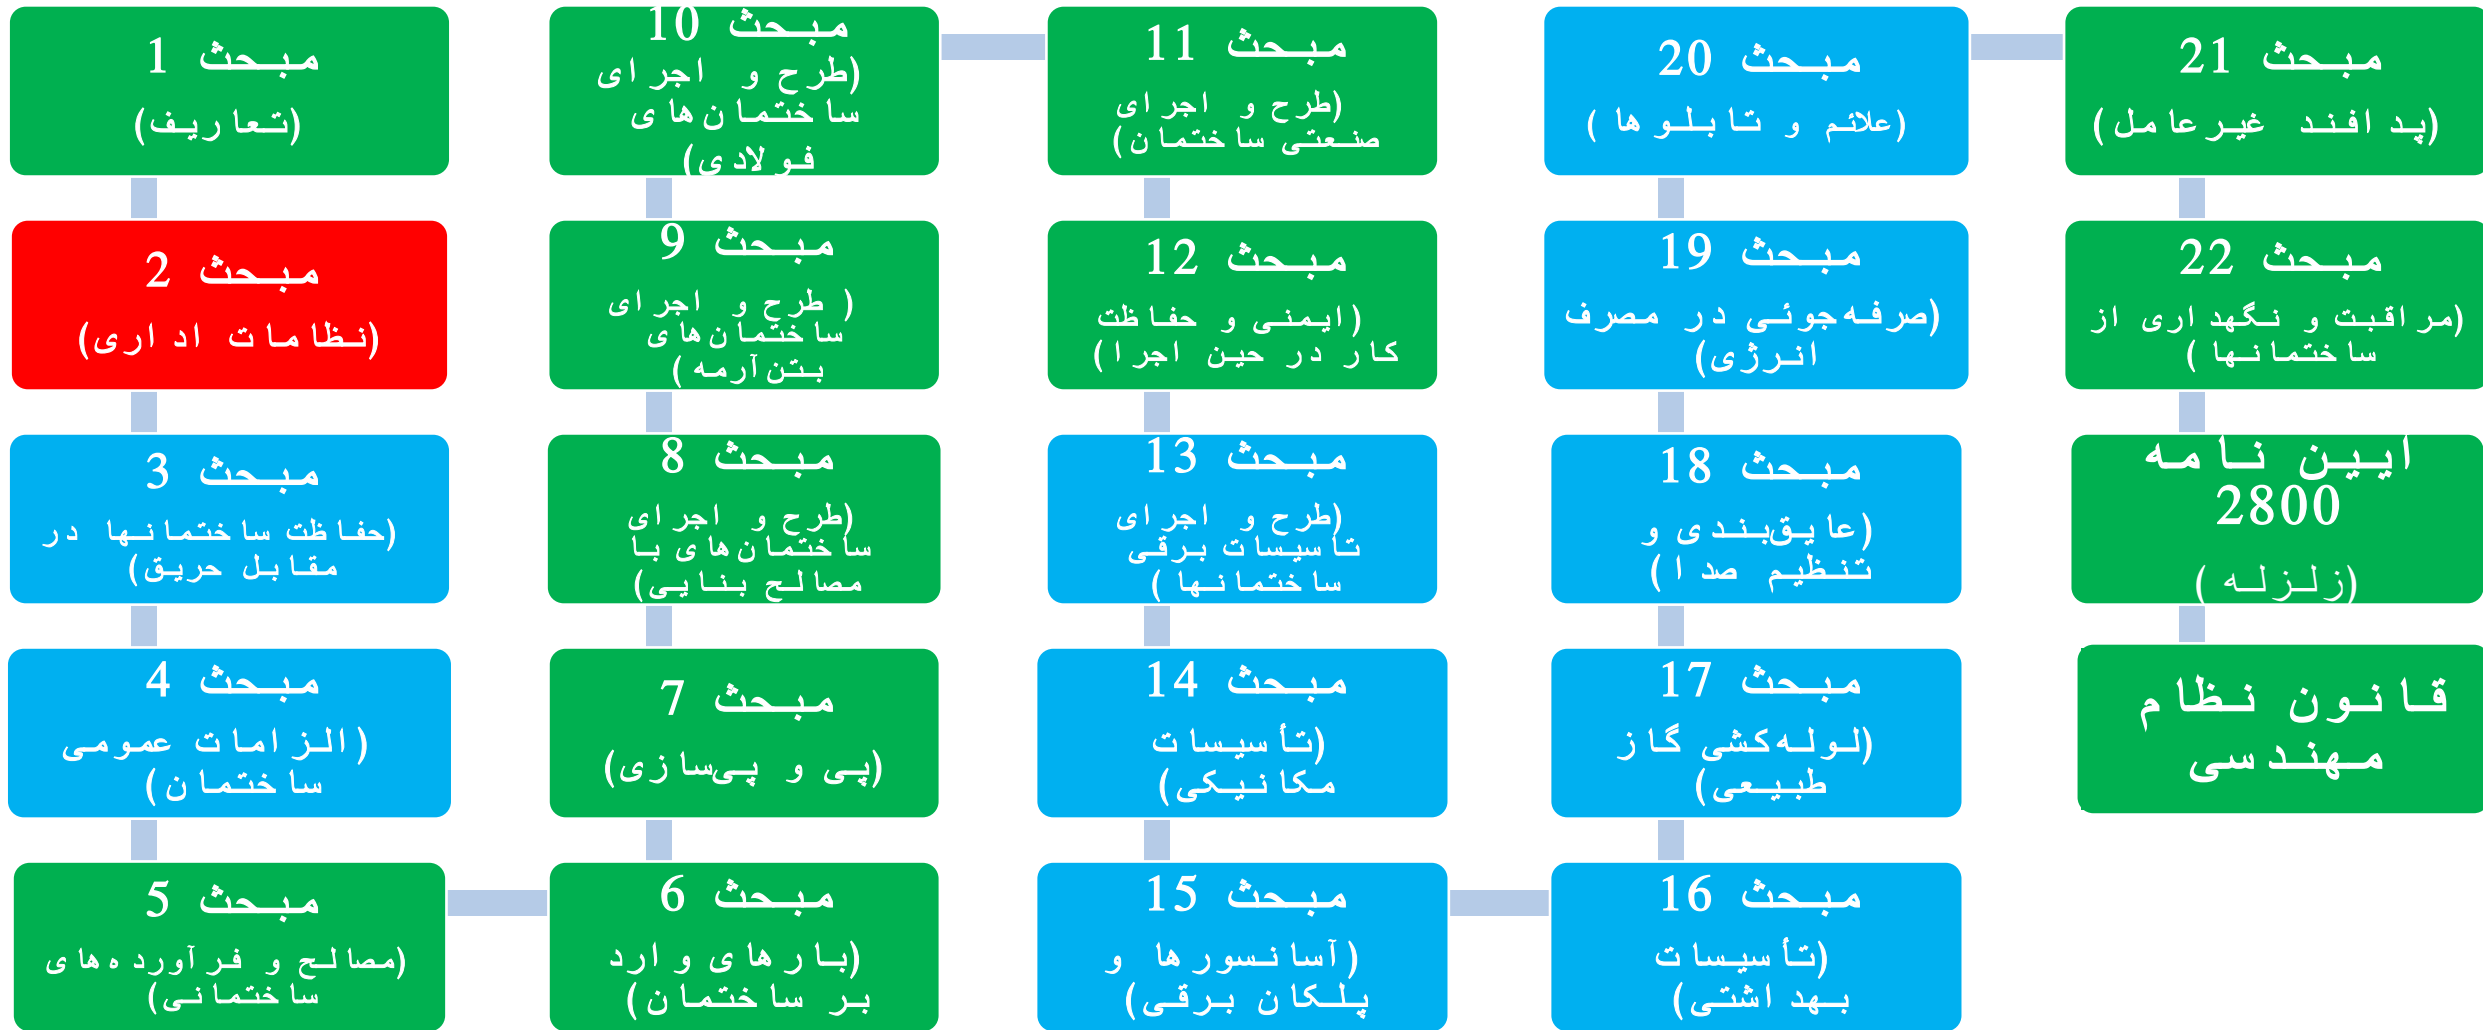 مبحث 1
(تعاریف)
مبحث 2
(نظامات اداری)
مبحث 3
(حفاظت ساختمانها در
مقابل حریق)
مبحث 4
(الزامات عمومی
ساختمان)
مبحث 5
(مصالح و فرآورده‌های
ساختمانی)
مبحث 6
(بارهای وارد
بر ساختمان)
مبحث 7
(پی و پی‌سازی)
مبحث 8
(طرح و اجرای
ساختمان‌های با
مصالح بنایی)
مبحث 9
( طرح و اجرای
ساختمان‌های
بتن‌آرمه)
مبحث 10
(طرح و اجرای
ساختمان‌های
فولادی)
مبحث 11
(طرح و اجرای
صنعتی ساختمان)
مبحث 12
(ایمنی و حفاظت
کار در حین اجرا)
مبحث 13
(طرح و اجرای
تاسیسات برقی
ساختمانها)
مبحث 14
(تأسیسات
مکانیکی)
مبحث 15
(آسانسورها و
پلکان برقی)
مبحث 16
(تأسیسات
بهداشتی)
مبحث 17
(لوله‌کشی گاز
طبیعی)
مبحث 18
(عایق‌بندی و
تنظیم صدا)
مبحث 19
(صرفه‌جوئی در مصرف
انرژی)
مبحث 20
(علائم و تابلوها)
مبحث 21
(پدافند غیرعامل)
مبحث 22
(مراقبت و نگهداری از
ساختمانها)
ایین نامه
2800
(زلزله)
قانون نظام
مهندسی